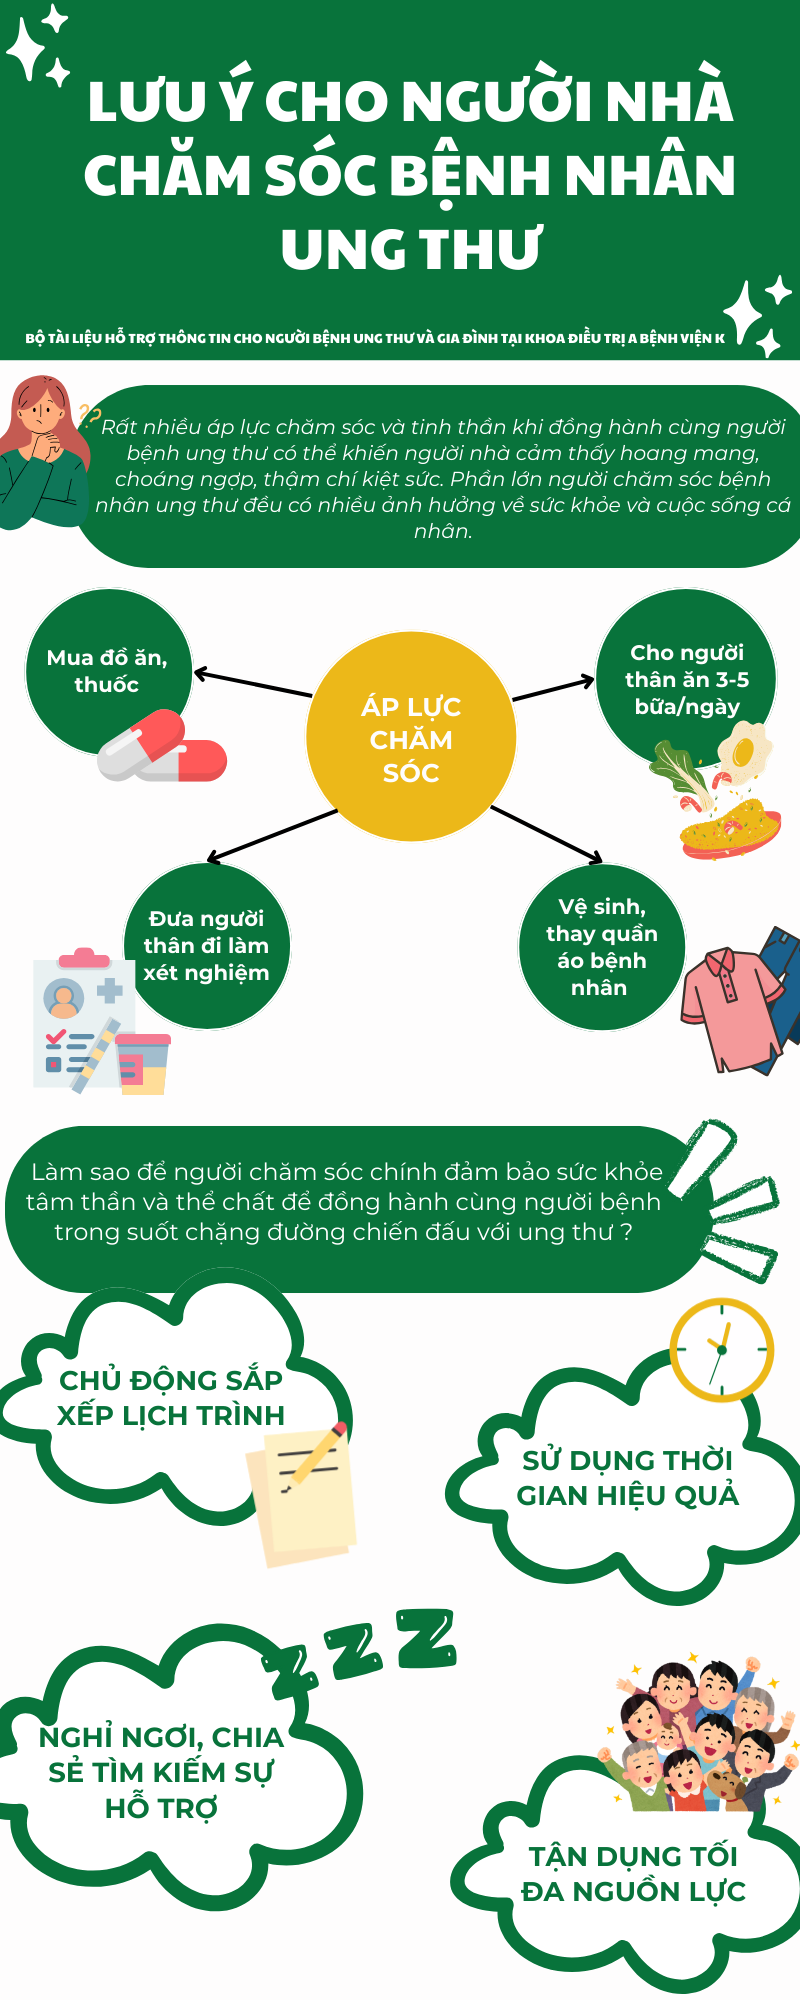 LƯU Ý CHO NGƯỜI NHÀ
CHĂM SÓC BỆNH NHÂN
UNG THƯ
BỘ TÀI LIỆU HỖ TRỢ THÔNG TIN CHO NGƯỜI BỆNH UNG THƯ VÀ GIA ĐÌNH TẠI KHOA ĐIỀU TRỊ A BỆNH VIỆN K
??
Rất nhiều áp lực chăm sóc và tinh thần khi đồng hành cùng người
bệnh ung thư có thể khiến người nhà cảm thấy hoang mang,
choáng ngợp, thậm chí kiệt sức. Phần lớn người chăm sóc bệnh
nhân ung thư đều có nhiều ảnh hưởng về sức khỏe và cuộc sống cá
nhân.
Mua đồ ăn,
thuốc
Cho người
thân ăn 3-5
bữa/ngày
ÁP LỰC
CHĂM
SÓC
Đưa người
thân đi làm
xét nghiệm
Vệ sinh,
thay quần
áo bệnh
nhân
Làm sao để người chăm sóc chính đảm bảo sức khỏe
tâm thần và thể chất để đồng hành cùng người bệnh
trong suốt chặng đường chiến đấu với ung thư ?
CHỦ ĐỘNG SẮP
XẾP LỊCH TRÌNH
SỬ DỤNG THỜI
GIAN HIỆU QUẢ
Z Z Z
NGHỈ NGƠI, CHIA
SẺ TÌM KIẾM SỰ
HỖ TRỢ
TẬN DỤNG TỐI
ĐA NGUỒN LỰC